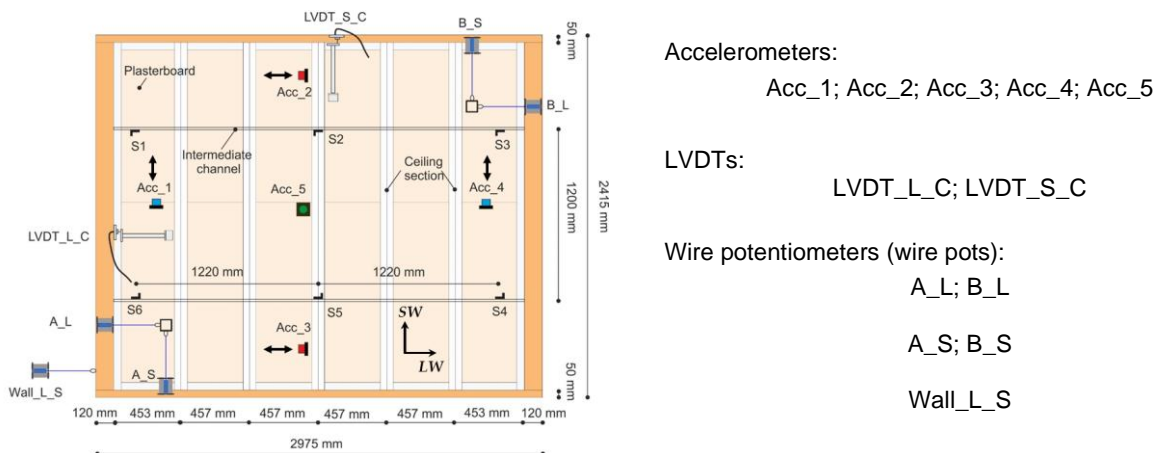 LVDT_S_C
B_S
50 mm
Plasterboard
Acc_2
B_L
S1
Intermediate
channel
S2
S3
Acc_1
Acc_5
Ceiling
section
Acc_4
1200 mm
2415 mm
LVDT_L_C
1220 mm
1220 mm
S6
S5
S4
A_L
Acc_3
SW
LW
A_S
Wall_L_S
50 mm
120 mm 453 mm 457 mm 457 mm 457 mm 457 mm 453 mm 120 mm
2975 mm
Accelerometers:
Acc_1; Acc_2; Acc_3; Acc_4; Acc_5
LVDTs:
LVDT_L_C; LVDT_S_C
Wire potentiometers (wire pots):
A_L; B_L
A_S; B_S
Wall_L_S